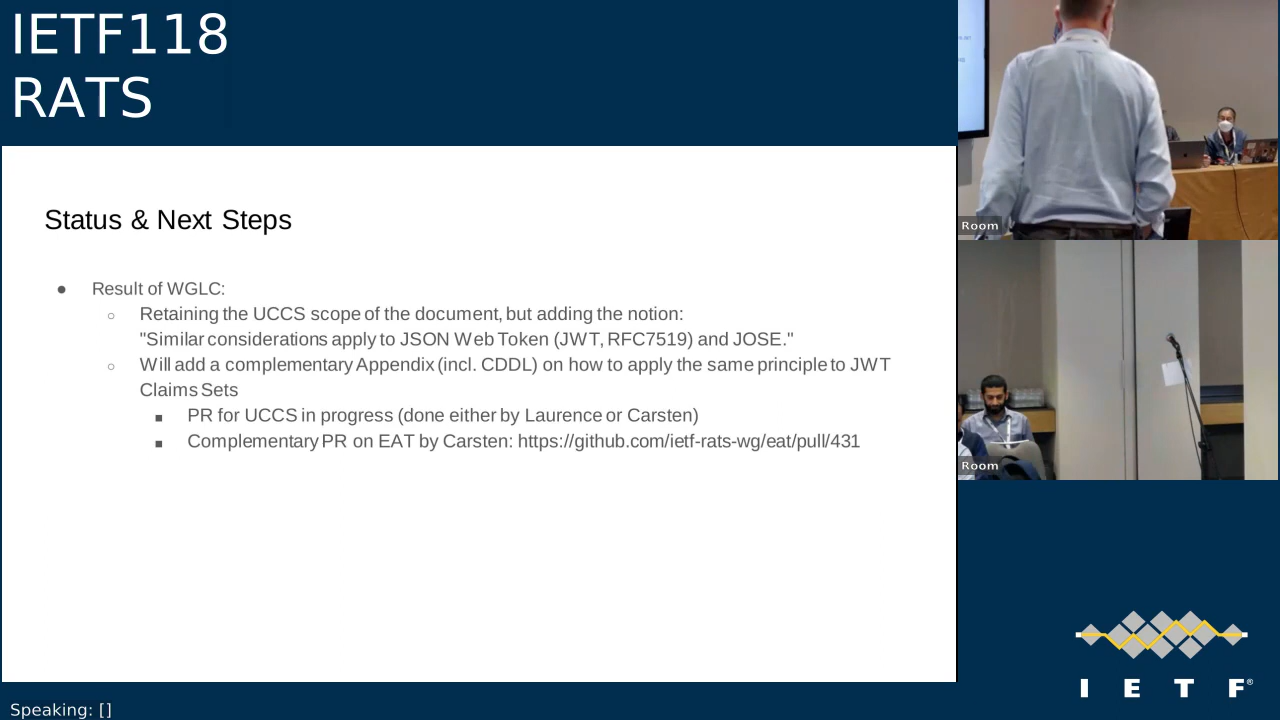 IETF118
RATS
Status & Next Steps
● Result of WGLC:
○ Retaining the UCCS scope of the document, but adding the notion:
"Similar considerations apply to JSON Web Token (JWT, RFC7519) and JOSE."
○ Will add a complementary Appendix (incl. CDDL) on how to apply the same principle to JWT
Claims Sets
■ PR for UCCS in progress (done either by Laurence or Carsten)
■ Complementary PR on EAT by Carsten: https://github.com/ietf-rats-wg/eat/pull/431
Room
Room
I E T F®
Speaking: []